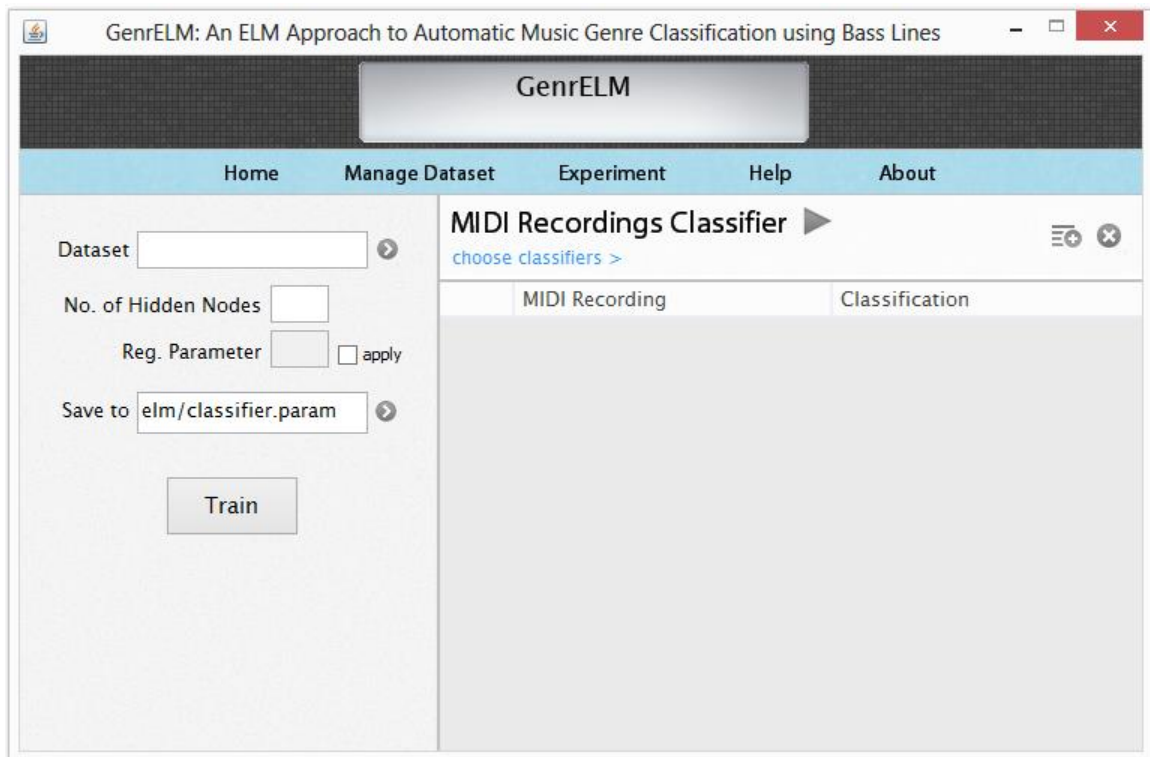 GenrELM: An ELM Approach to Automatic Music Genre Classification using Bass Lines
GenrELM
Home Manage Dataset Experiment Help About
Dataset
No. of Hidden Nodes
Reg. Parameter apply
Save to elm/classifier.param
Train
MIDI Recordings Classifier
choose classifiers >
MIDI Recording Classification